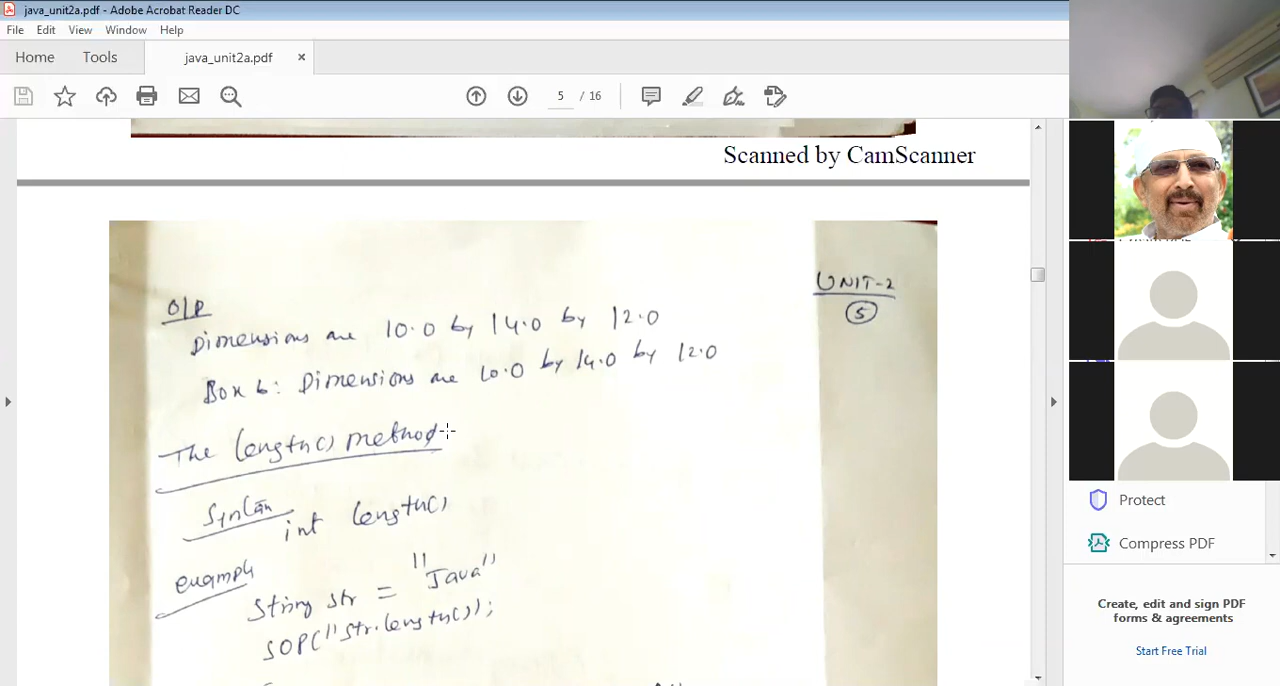 java_unit2a.pdf - Adobe Acrobat Reader DC
File Edit View Window Help
Home Tools java_unit2a.pdf ×
5 / 16
Scanned by CamScanner
UNIT-2
5
O/P
Dimensions are 10.0 by 14.0 by 12.0
Box b: Dimensions are 10.0 by 14.0 by 12.0
The length() method
Syntax
int length()
example
String str = "Java"
SOP("str.length());
Protect
Compress PDF
Create, edit and sign PDF
forms & agreements
Start Free Trial